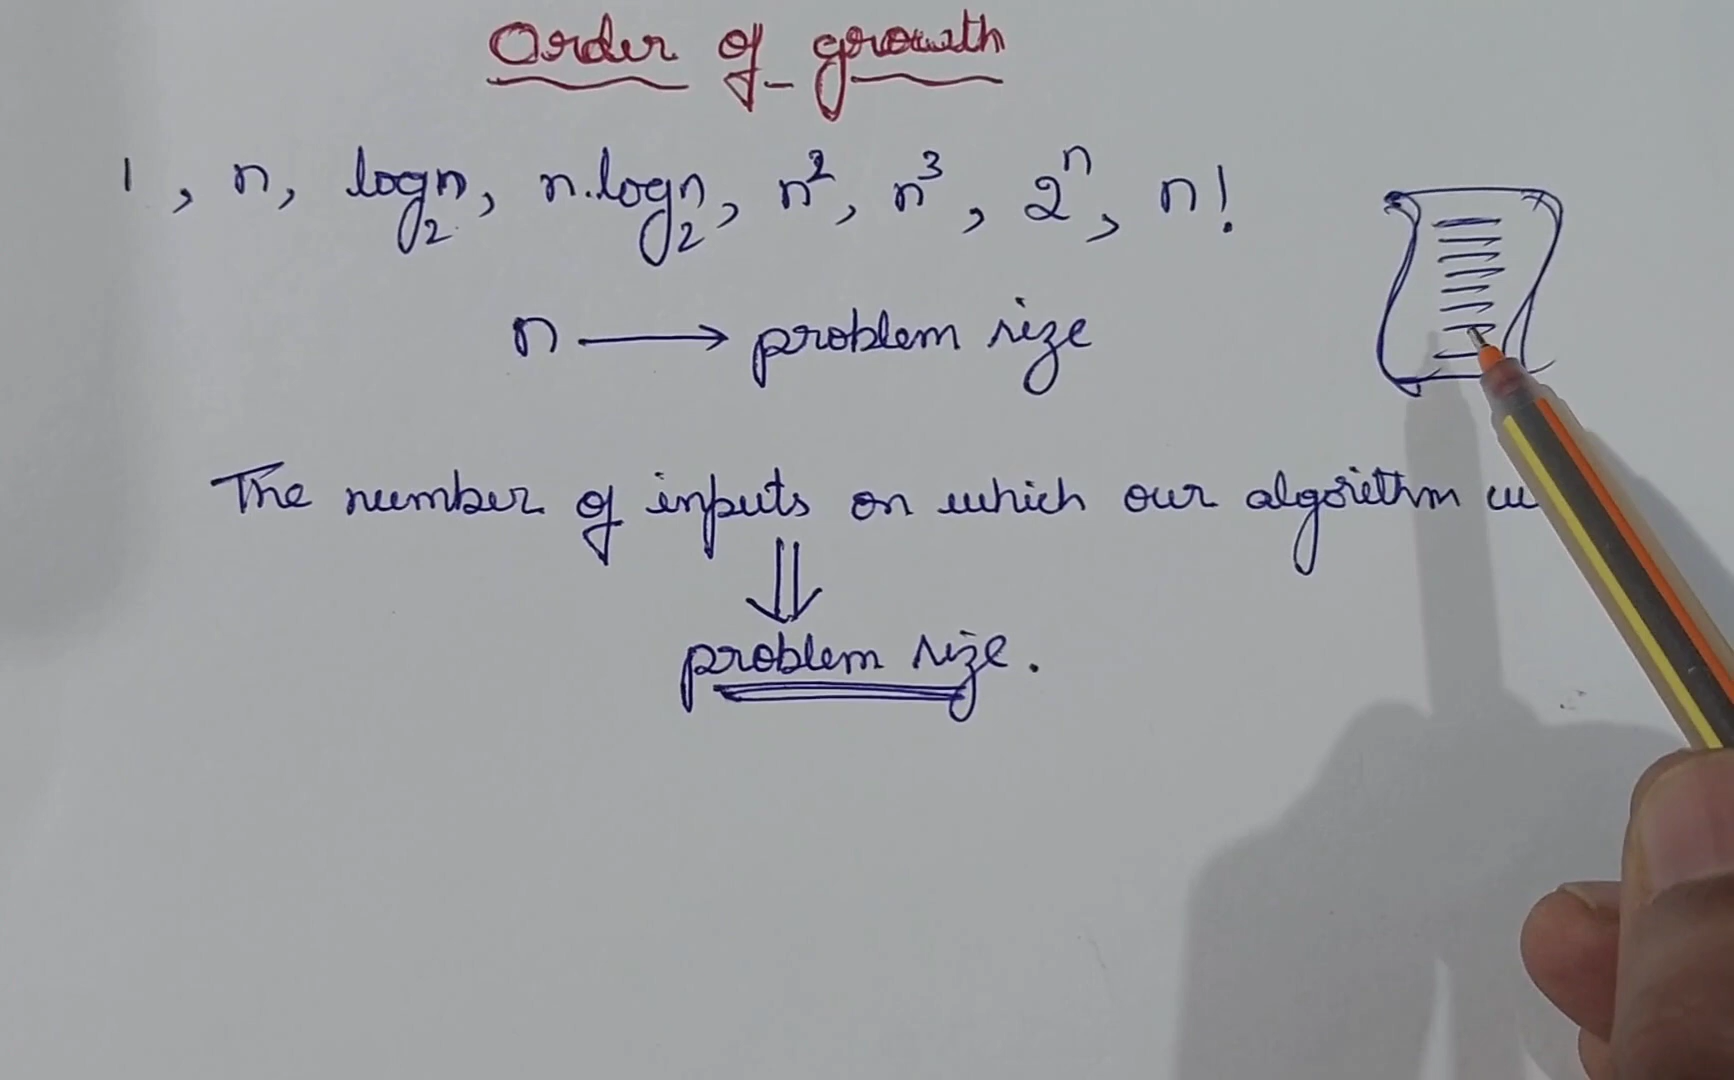 Order of growth
1, n, log₂n, n.log₂n, n², n³, 2ⁿ, n!
n ⟶ problem size
The number of inputs on which our algorithm
⇓
problem size.